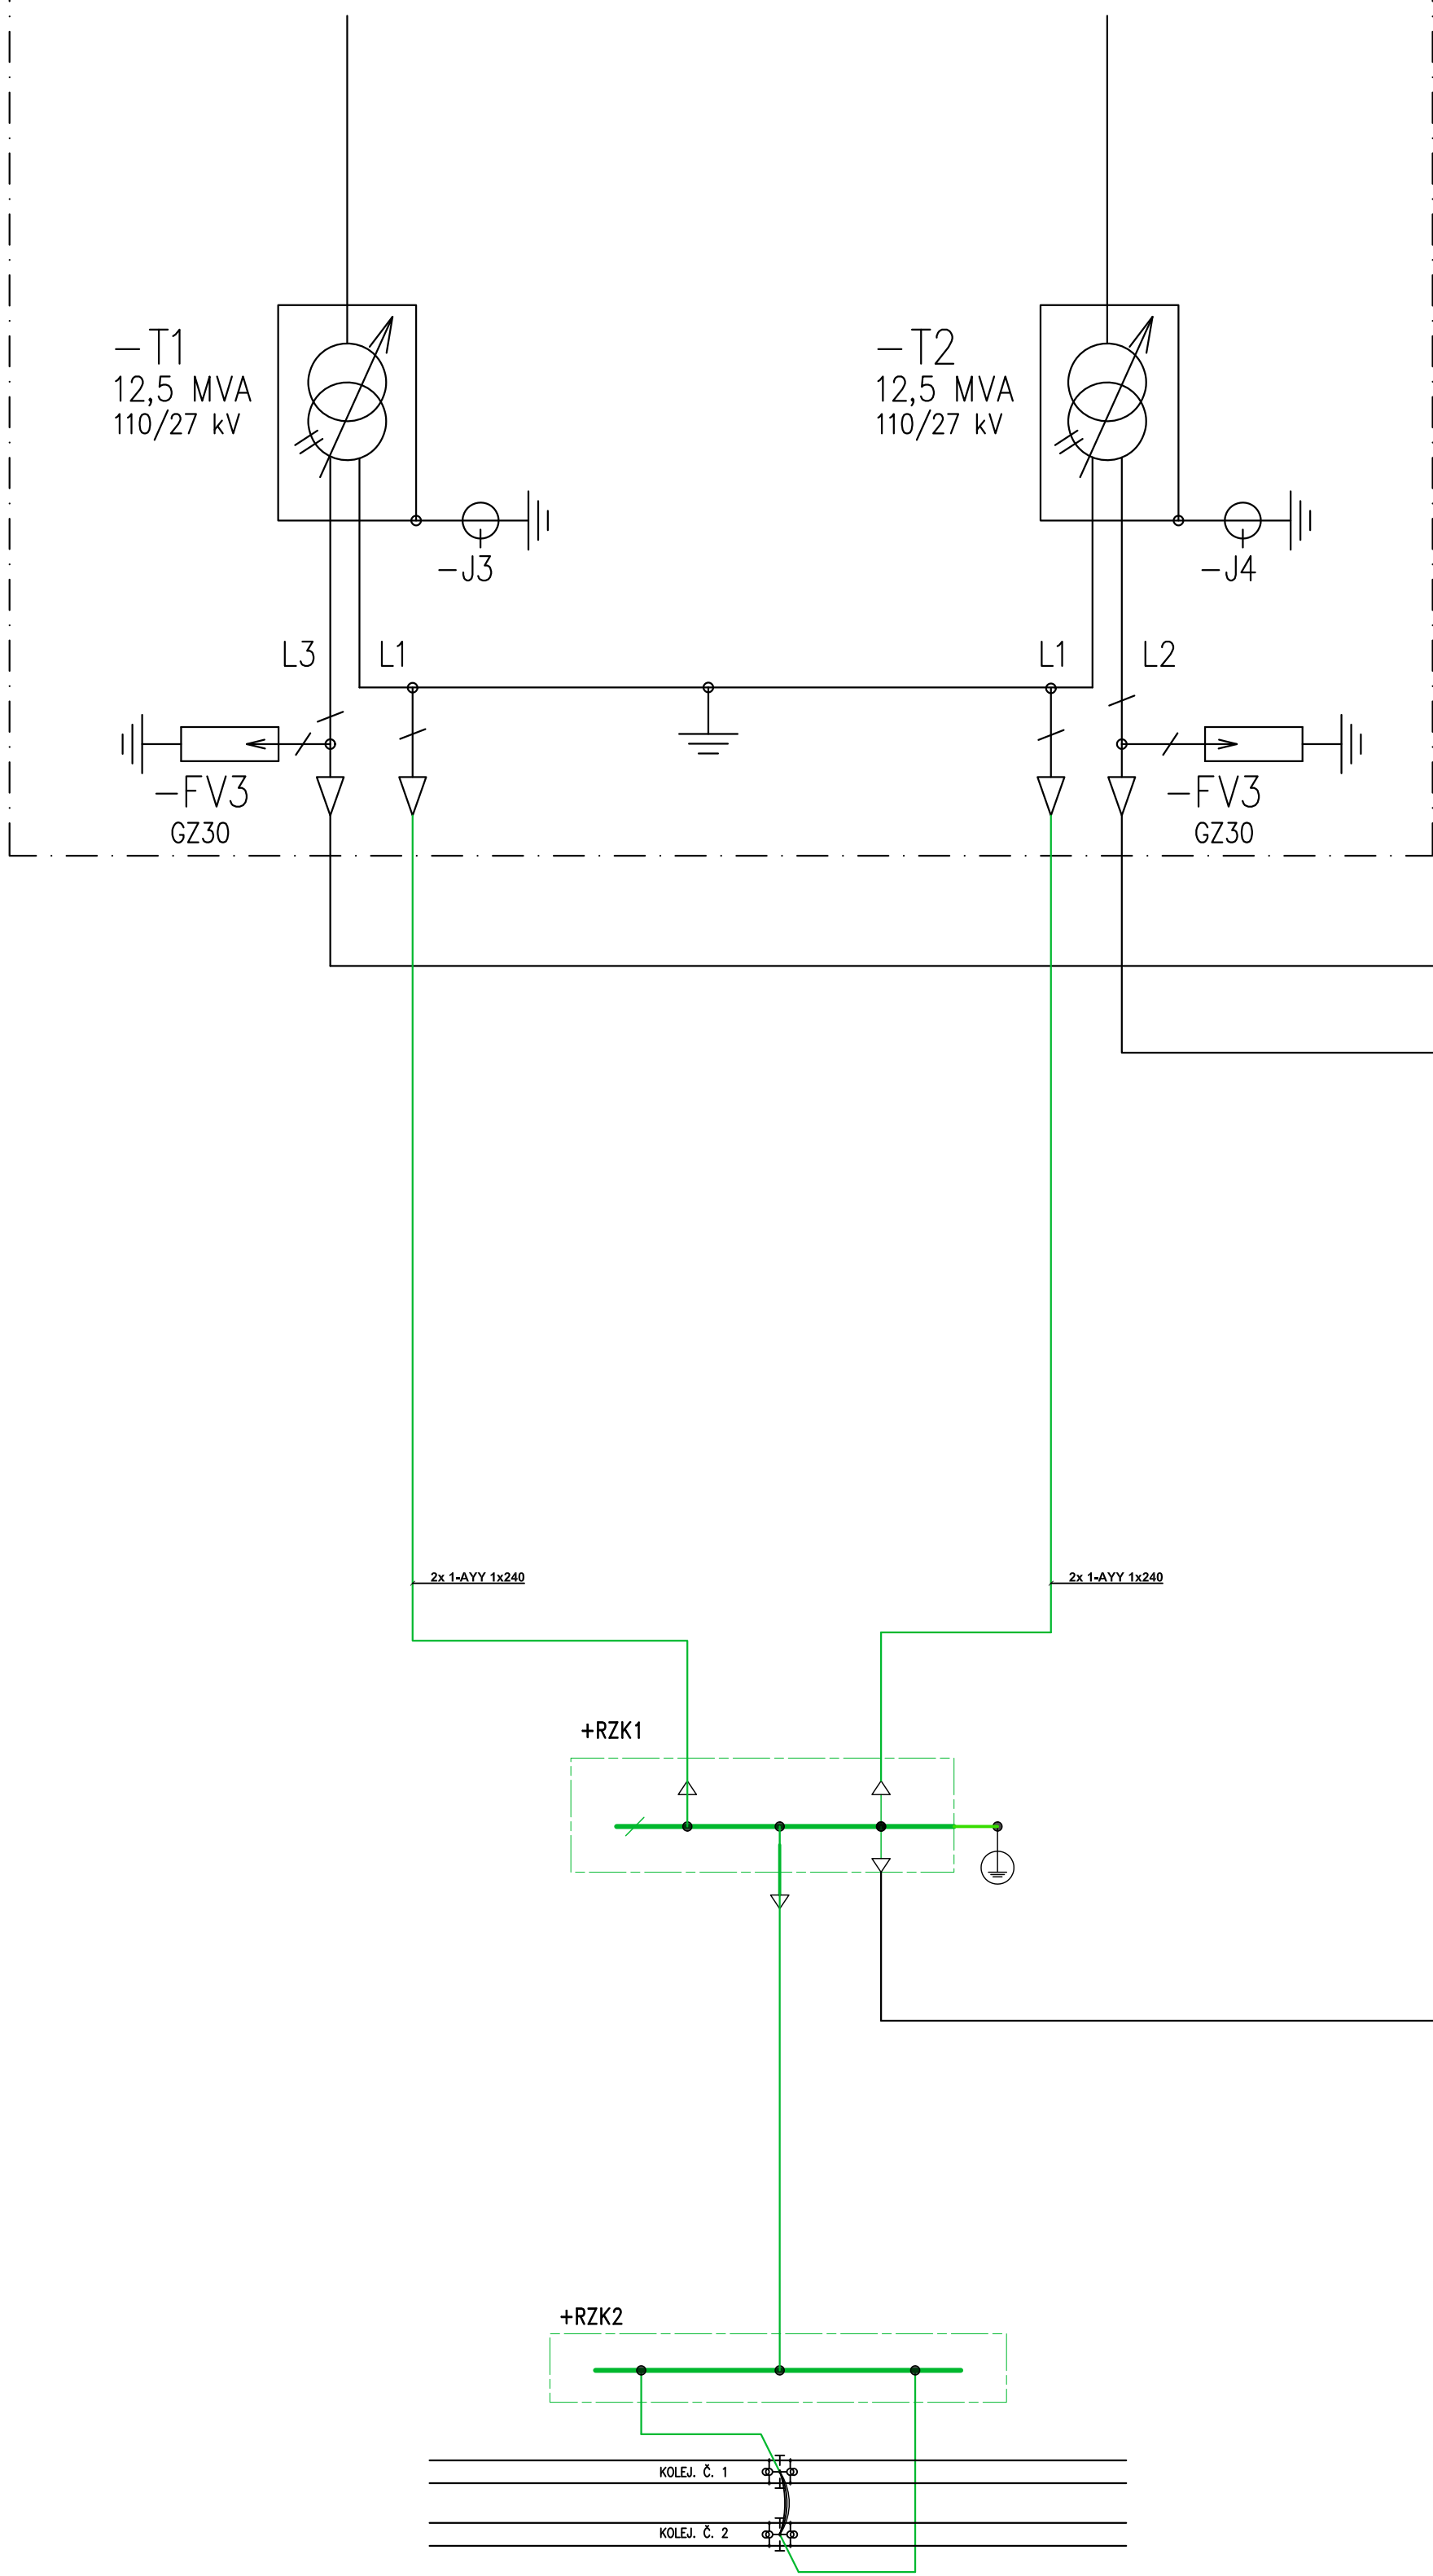 -T1
12,5 MVA
110/27 kV
-T2
12,5 MVA
110/27 kV
-J3
-J4
L3
L1
L1
L2
-FV3
GZ30
-FV3
GZ30
2x 1-AYY 1x240
2x 1-AYY 1x240
+RZK1
+RZK2
KOLEJ. Č. 1
KOLEJ. Č. 2